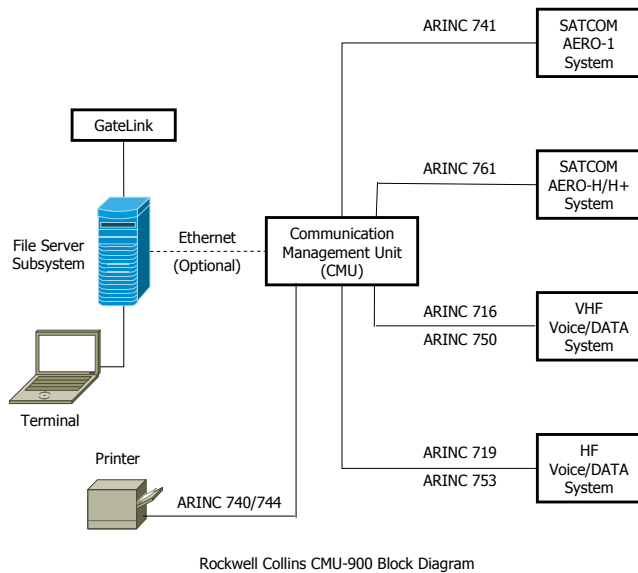 ARINC 741
SATCOM
AERO-1
System
GateLink
ARINC 761
SATCOM
AERO-H/H+
System
File Server
Subsystem
Ethernet
(Optional)
Communication
Management Unit
(CMU)
ARINC 716
ARINC 750
VHF
Voice/DATA
System
Terminal
Printer
ARINC 740/744
ARINC 719
ARINC 753
HF
Voice/DATA
System
Rockwell Collins CMU-900 Block Diagram